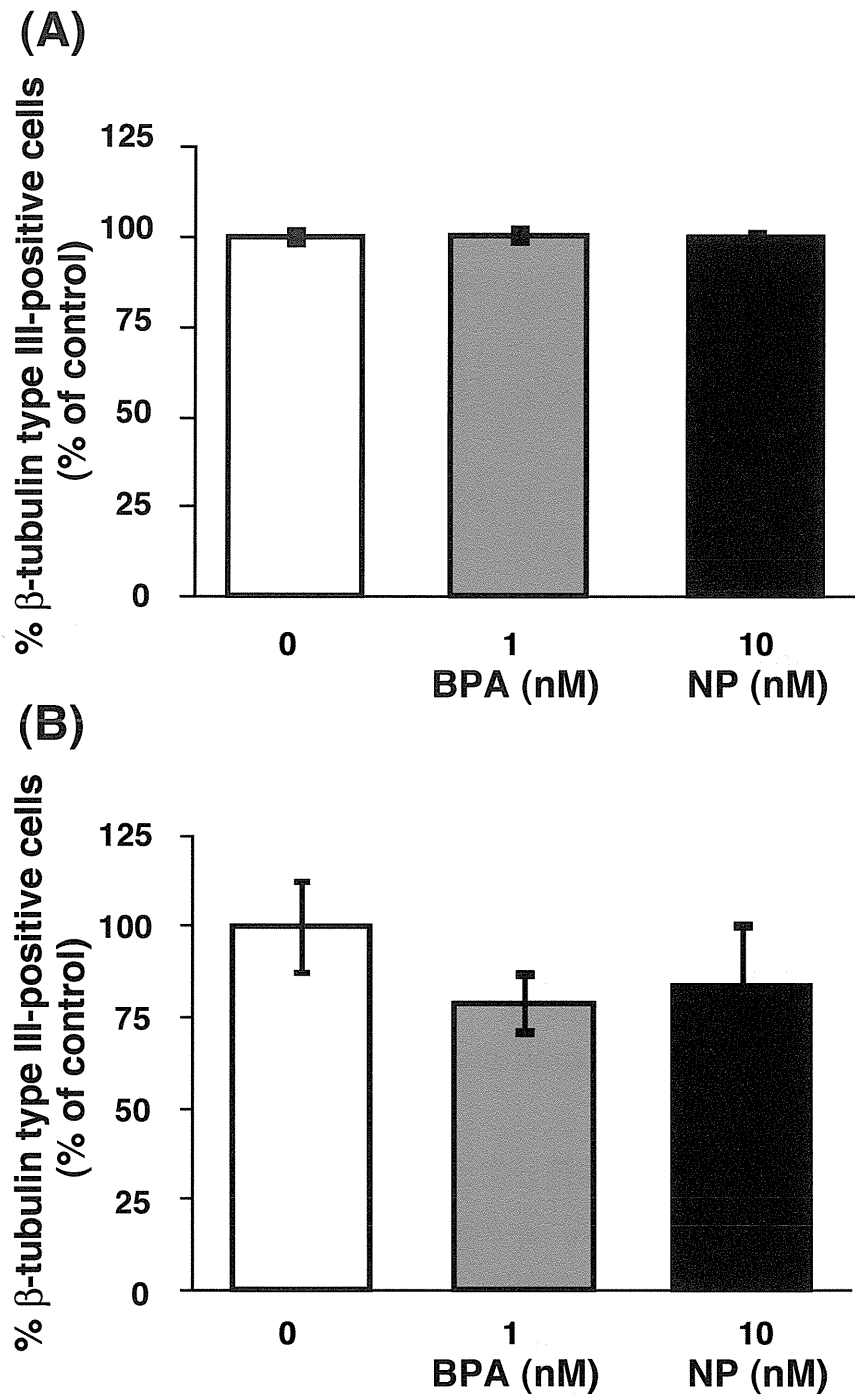 (A)
% β-tubulin type III-positive cells
(% of control)
125
100
75
50
25
0
0
1
10
BPA (nM)
NP (nM)
(B)
% β-tubulin type III-positive cells
(% of control)
125
100
75
50
25
0
0
1
10
BPA (nM)
NP (nM)